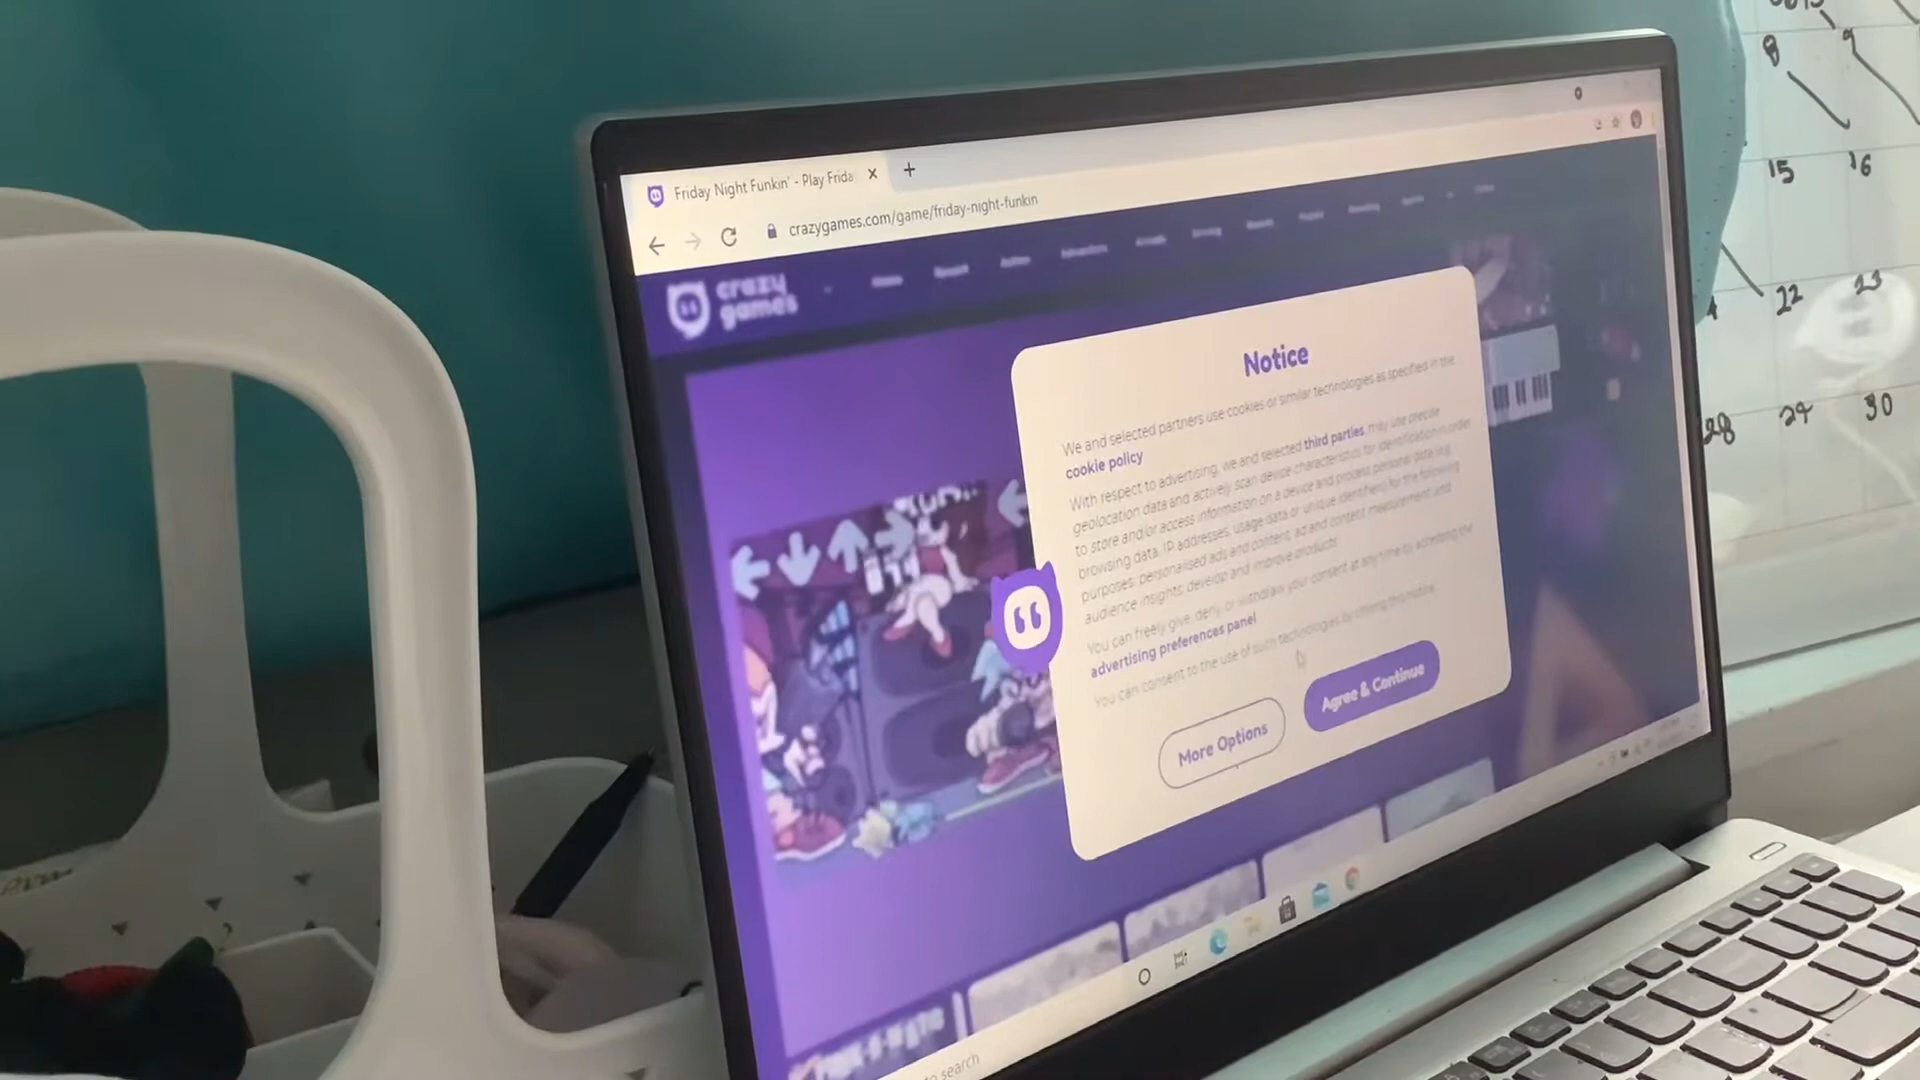 Friday Night Funkin' - Play Frida
crazygames.com/game/friday-night-funkin
crazy
games
Notice
We and selected partners use cookies or similar technologies as specified in the
cookie policy
With respect to advertising, we and selected third parties, may use precise
geolocation data and actively scan device characteristics for identification in order
to store and/or access information on a device and process personal data (eg.
browsing data, IP addresses, usage data or unique identifiers) for the following
purposes: personalised ads and content, ad and content measurement and
audience insights; develop and improve products.
You can freely give, deny, or withdraw your consent at any time by accessing the
advertising preferences panel
You can consent to the use of such technologies by closing this notice.
More Options
Agree & Continue
to search
8 9
15 16
22 23
28 29 30